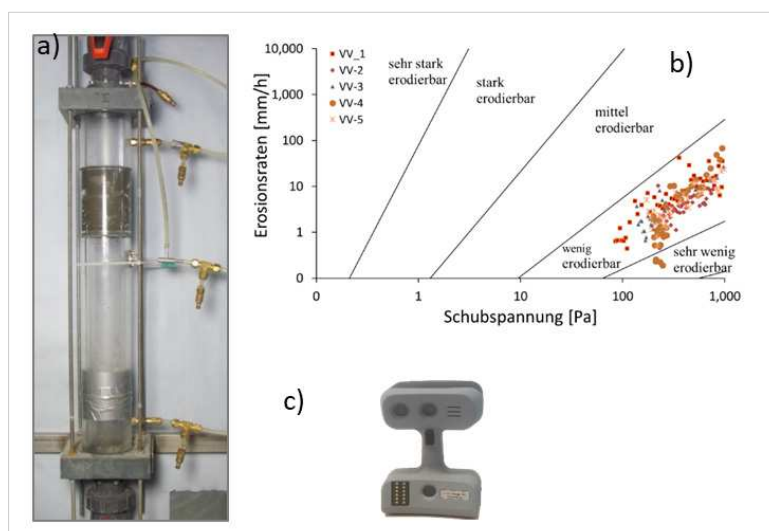 a)
b)
10,000
1,000
100
10
1
0
Erosionsraten [mm/h]
VV_1
VV-2
VV-3
VV-4
VV-5
sehr stark
erodierbar
stark
erodierbar
mittel
erodierbar
wenig
erodierbar
sehr wenig
erodierbar
0
1
10
100
1,000
Schubspannung [Pa]
c)